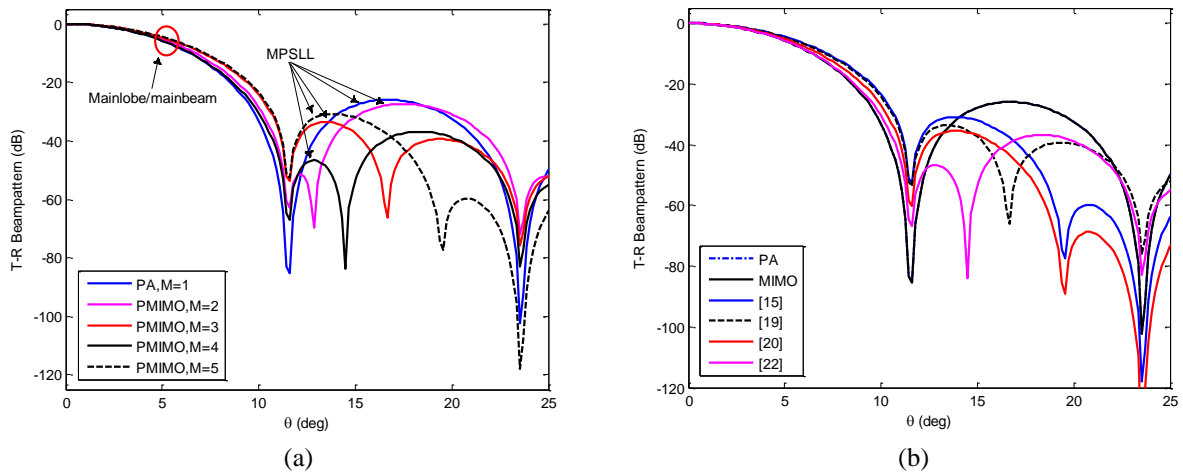 0
-20
-40
-60
-80
-100
-120
T-R Beampattern (dB)
MPSLL
Mainlobe/mainbeam
PA,M=1
PMIMO,M=2
PMIMO,M=3
PMIMO,M=4
PMIMO,M=5
0 5 10 15 20 25
θ (deg)
(a)
0
-20
-40
-60
-80
-100
-120
T-R Beampattern (dB)
PA
MIMO
[15]
[19]
[20]
[22]
0 5 10 15 20 25
θ (deg)
(b)